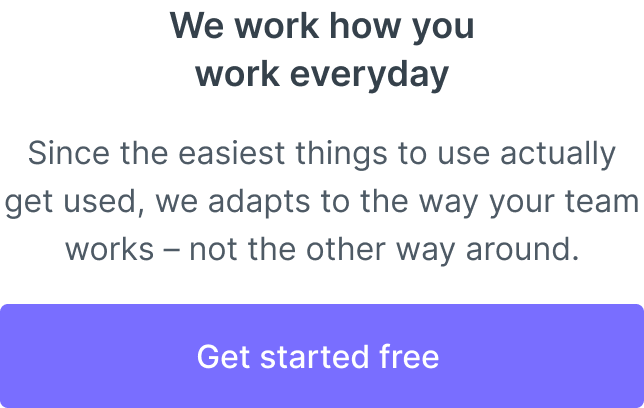 We work how you
work everyday
Since the easiest things to use actually
get used, we adapts to the way your team
works – not the other way around.
Get started free